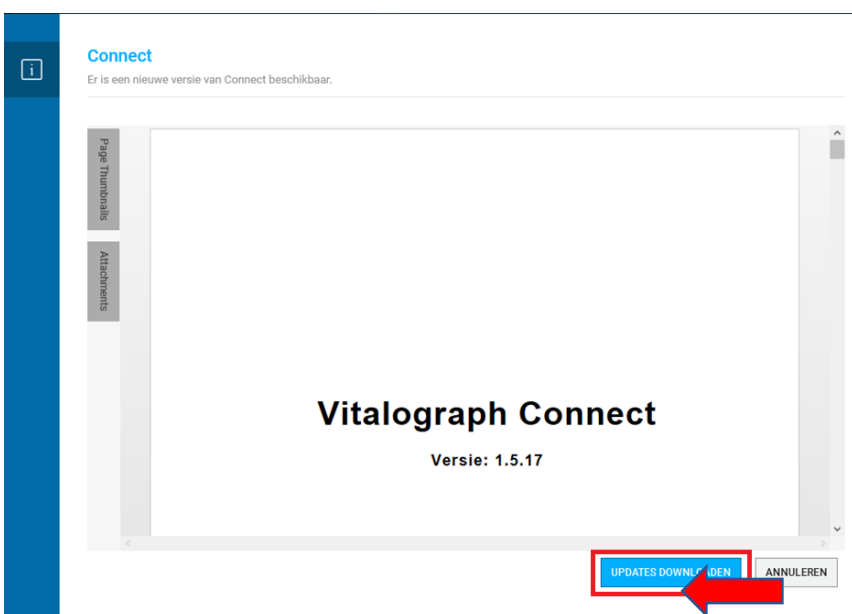 Connect
Er is een nieuwe versie van Connect beschikbaar.
Page Thumbnails
Attachments
Vitalograph Connect
Versie: 1.5.17
UPDATES DOWNLOADEN
ANNULEREN